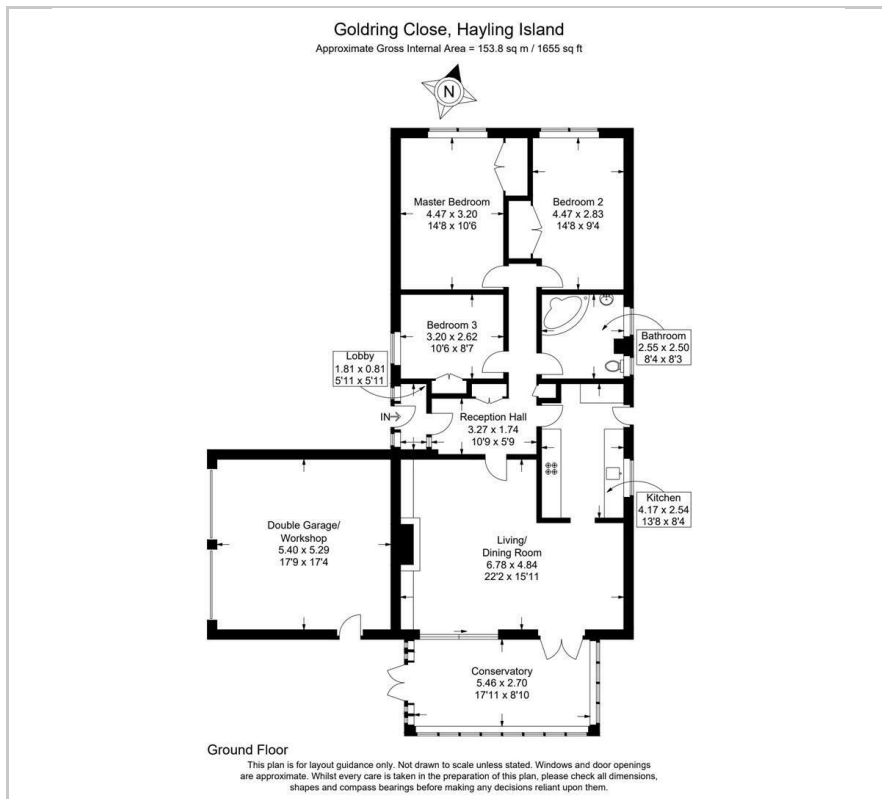 Goldring Close, Hayling Island
Approximate Gross Internal Area = 153.8 sq m / 1655 sq ft
N
Master Bedroom
4.47 x 3.20
14'8 x 10'6
Bedroom 2
4.47 x 2.83
14'8 x 9'4
Bedroom 3
3.20 x 2.62
10'6 x 8'7
Bathroom
2.55 x 2.50
8'4 x 8'3
Lobby
1.81 x 0.81
5'11 x 5'11
IN
Reception Hall
3.27 x 1.74
10'9 x 5'9
Kitchen
4.17 x 2.54
13'8 x 8'4
Double Garage/
Workshop
5.40 x 5.29
17'9 x 17'4
Living/
Dining Room
6.78 x 4.84
22'2 x 15'11
Conservatory
5.46 x 2.70
17'11 x 8'10
Ground Floor
This plan is for layout guidance only. Not drawn to scale unless stated. Windows and door openings
are approximate. Whilst every care is taken in the preparation of this plan, please check all dimensions,
shapes and compass bearings before making any decisions reliant upon them.